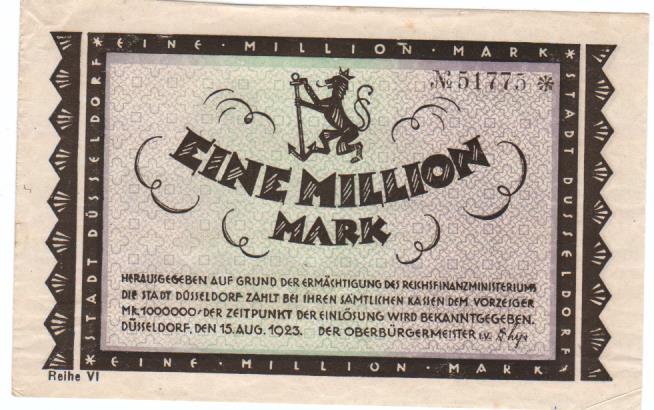 * EINE · MILLION · MARK *
STADT DÜSSELDORF
* STADT DÜSSELDORF
№ 51775 *
EINE MILLION
MARK
HERAUSGEGEBEN AUF GRUND DER ERMÄCHTIGUNG DES REICHSFINANZMINISTERIUMS
DIE STADT DÜSSELDORF ZAHLT BEI IHREN SÄMTLICHEN KASSEN DEM VORZEIGER
Mk. 1000000,- DER ZEITPUNKT DER EINLÖSUNG WIRD BEKANNTGEGEBEN.
DÜSSELDORF, DEN 15. AUG. 1923. DER OBERBÜRGERMEISTER i.V.
* EINE · MILLION · MARK *
Reihe VI